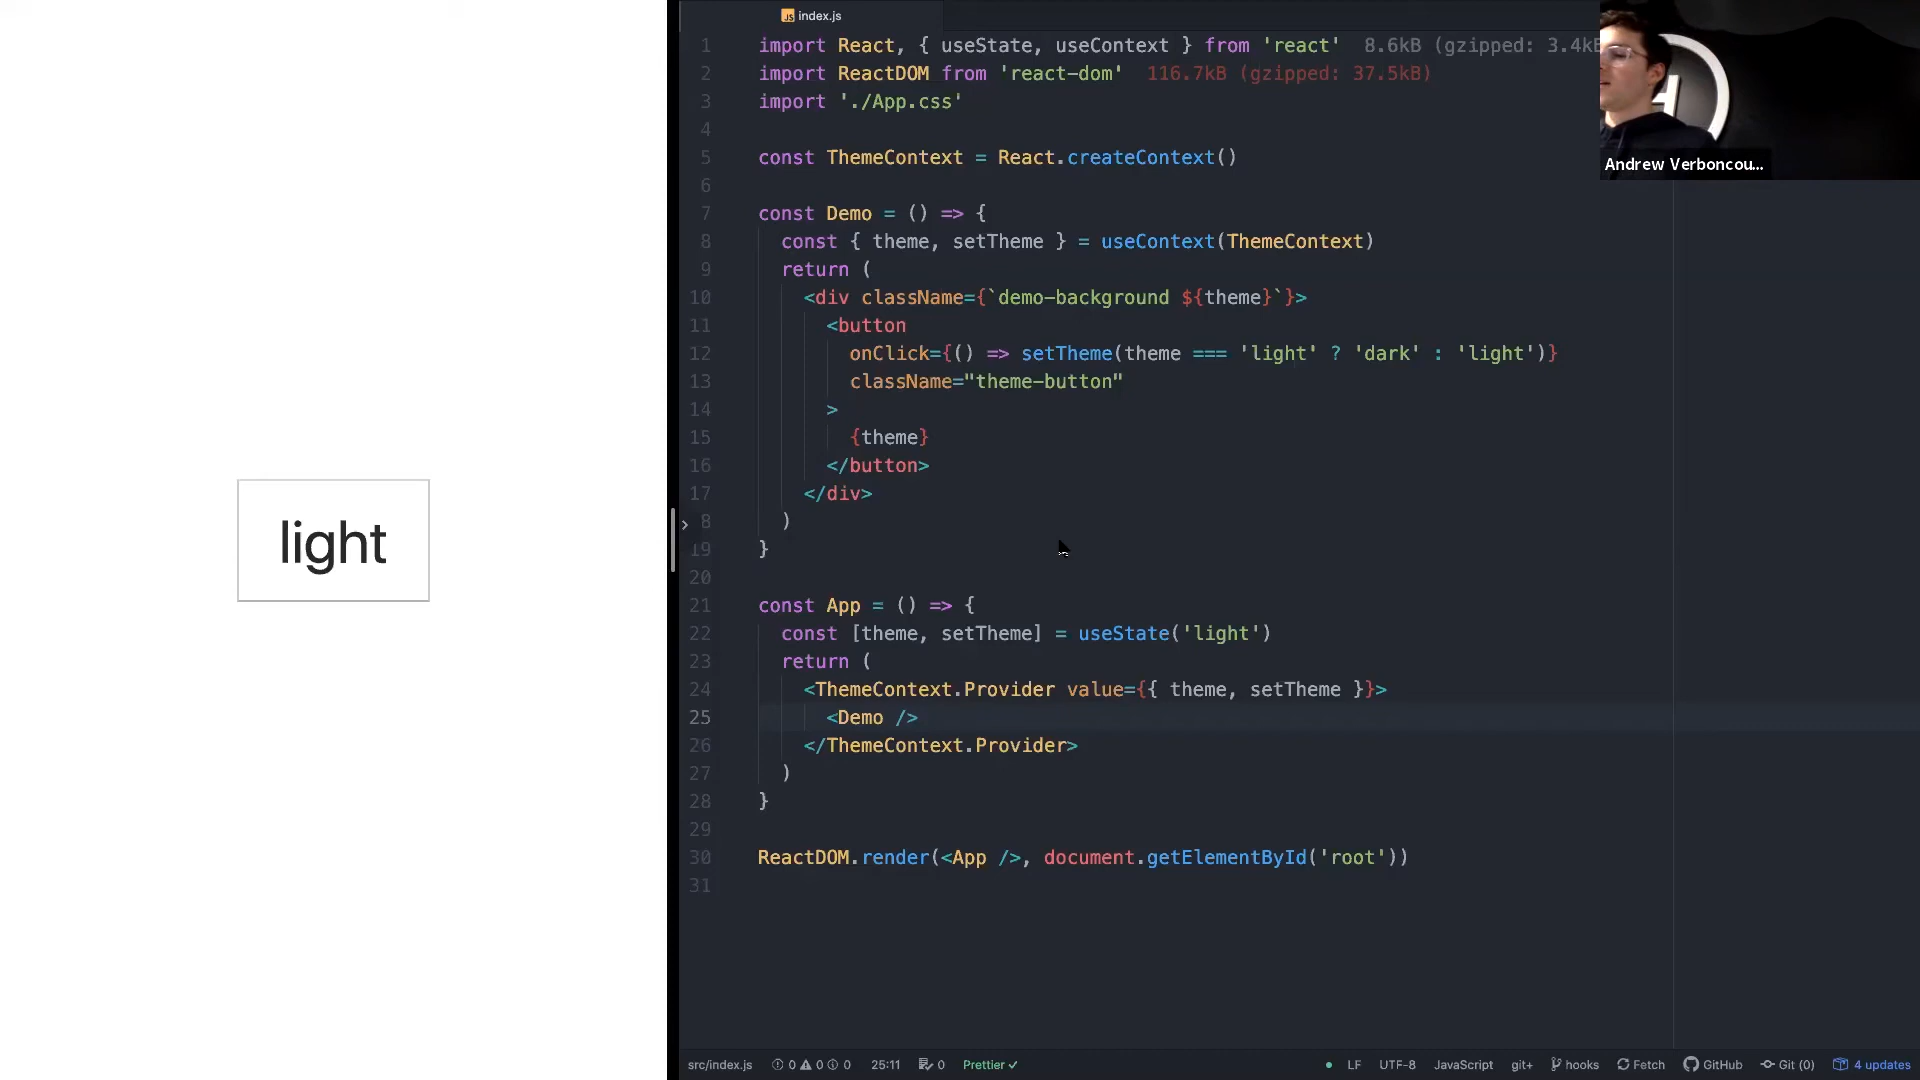 light
index.js
1 import React, { useState, useContext } from 'react' 8.6kB (gzipped: 3.4kB
2 import ReactDOM from 'react-dom' 116.7kB (gzipped: 37.5kB)
3 import './App.css'
4
5 const ThemeContext = React.createContext()
6
7 const Demo = () => {
8 const { theme, setTheme } = useContext(ThemeContext)
9 return (
10 <div className={`demo-background ${theme}`}>
11 <button
12 onClick={() => setTheme(theme === 'light' ? 'dark' : 'light')}
13 className="theme-button"
14 >
15 {theme}
16 </button>
17 </div>
8 )
19 }
20
21 const App = () => {
22 const [theme, setTheme] = useState('light')
23 return (
24 <ThemeContext.Provider value={{ theme, setTheme }}>
25 <Demo />
26 </ThemeContext.Provider>
27 )
28 }
29
30 ReactDOM.render(<App />, document.getElementById('root'))
31
Andrew Verboncou...
src/index.js 0 0 0 25:11 0 Prettier ✓ LF UTF-8 JavaScript git+ hooks Fetch GitHub Git (0) 4 updates